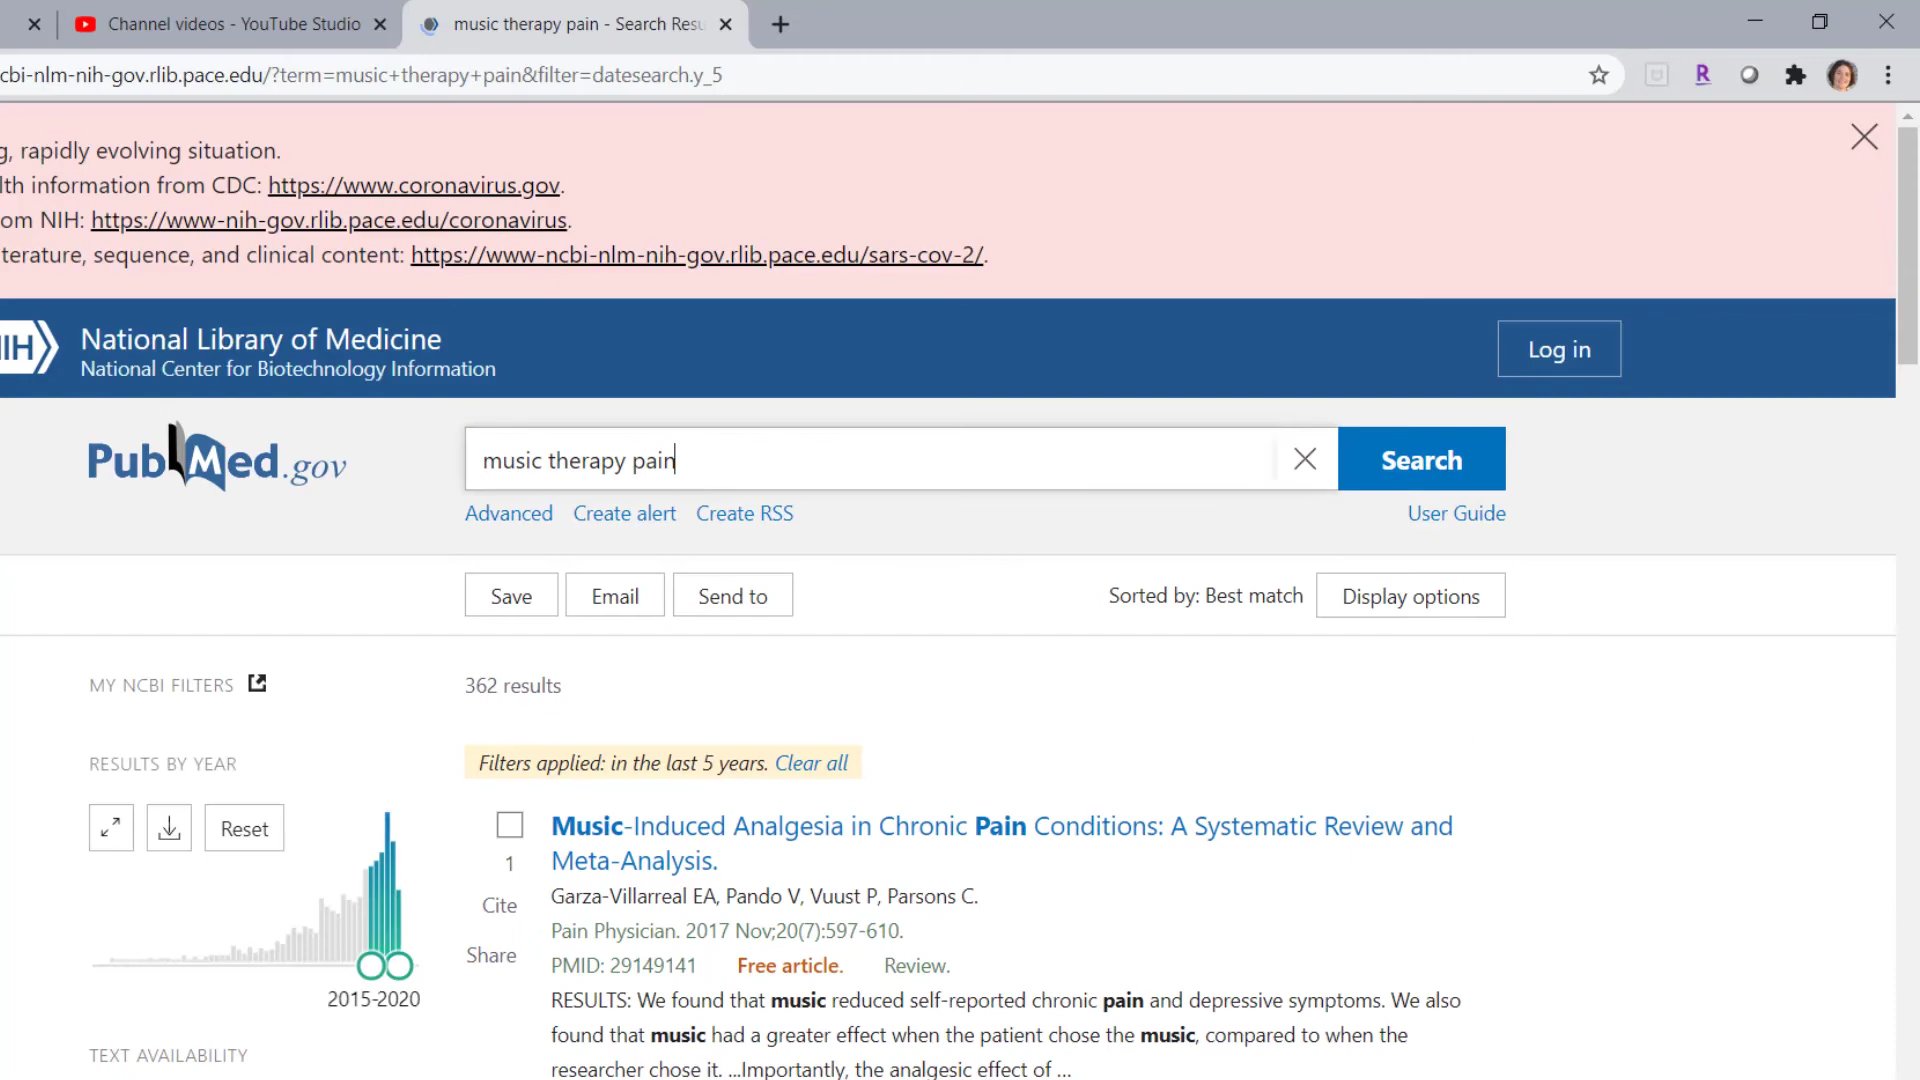 Channel videos - YouTube Studio
music therapy pain - Search Resu
cbi-nlm-nih-gov.rlib.pace.edu/?term=music+therapy+pain&filter=datesearch.y_5
R
g, rapidly evolving situation.
lth information from CDC: https://www.coronavirus.gov.
om NIH: https://www-nih-gov.rlib.pace.edu/coronavirus.
terature, sequence, and clinical content: https://www-ncbi-nlm-nih-gov.rlib.pace.edu/sars-cov-2/.
NIH
National Library of Medicine
National Center for Biotechnology Information
Log in
PubMed.gov
music therapy pain
Search
Advanced Create alert Create RSS
User Guide
Save Email Send to
Sorted by: Best match
Display options
MY NCBI FILTERS
362 results
RESULTS BY YEAR
Filters applied: in the last 5 years. Clear all
Reset
2015-2020
TEXT AVAILABILITY
1
Cite
Share
Music-Induced Analgesia in Chronic Pain Conditions: A Systematic Review and
Meta-Analysis.
Garza-Villarreal EA, Pando V, Vuust P, Parsons C.
Pain Physician. 2017 Nov;20(7):597-610.
PMID: 29149141 Free article. Review.
RESULTS: We found that music reduced self-reported chronic pain and depressive symptoms. We also
found that music had a greater effect when the patient chose the music, compared to when the
researcher chose it. ...Importantly, the analgesic effect of ...